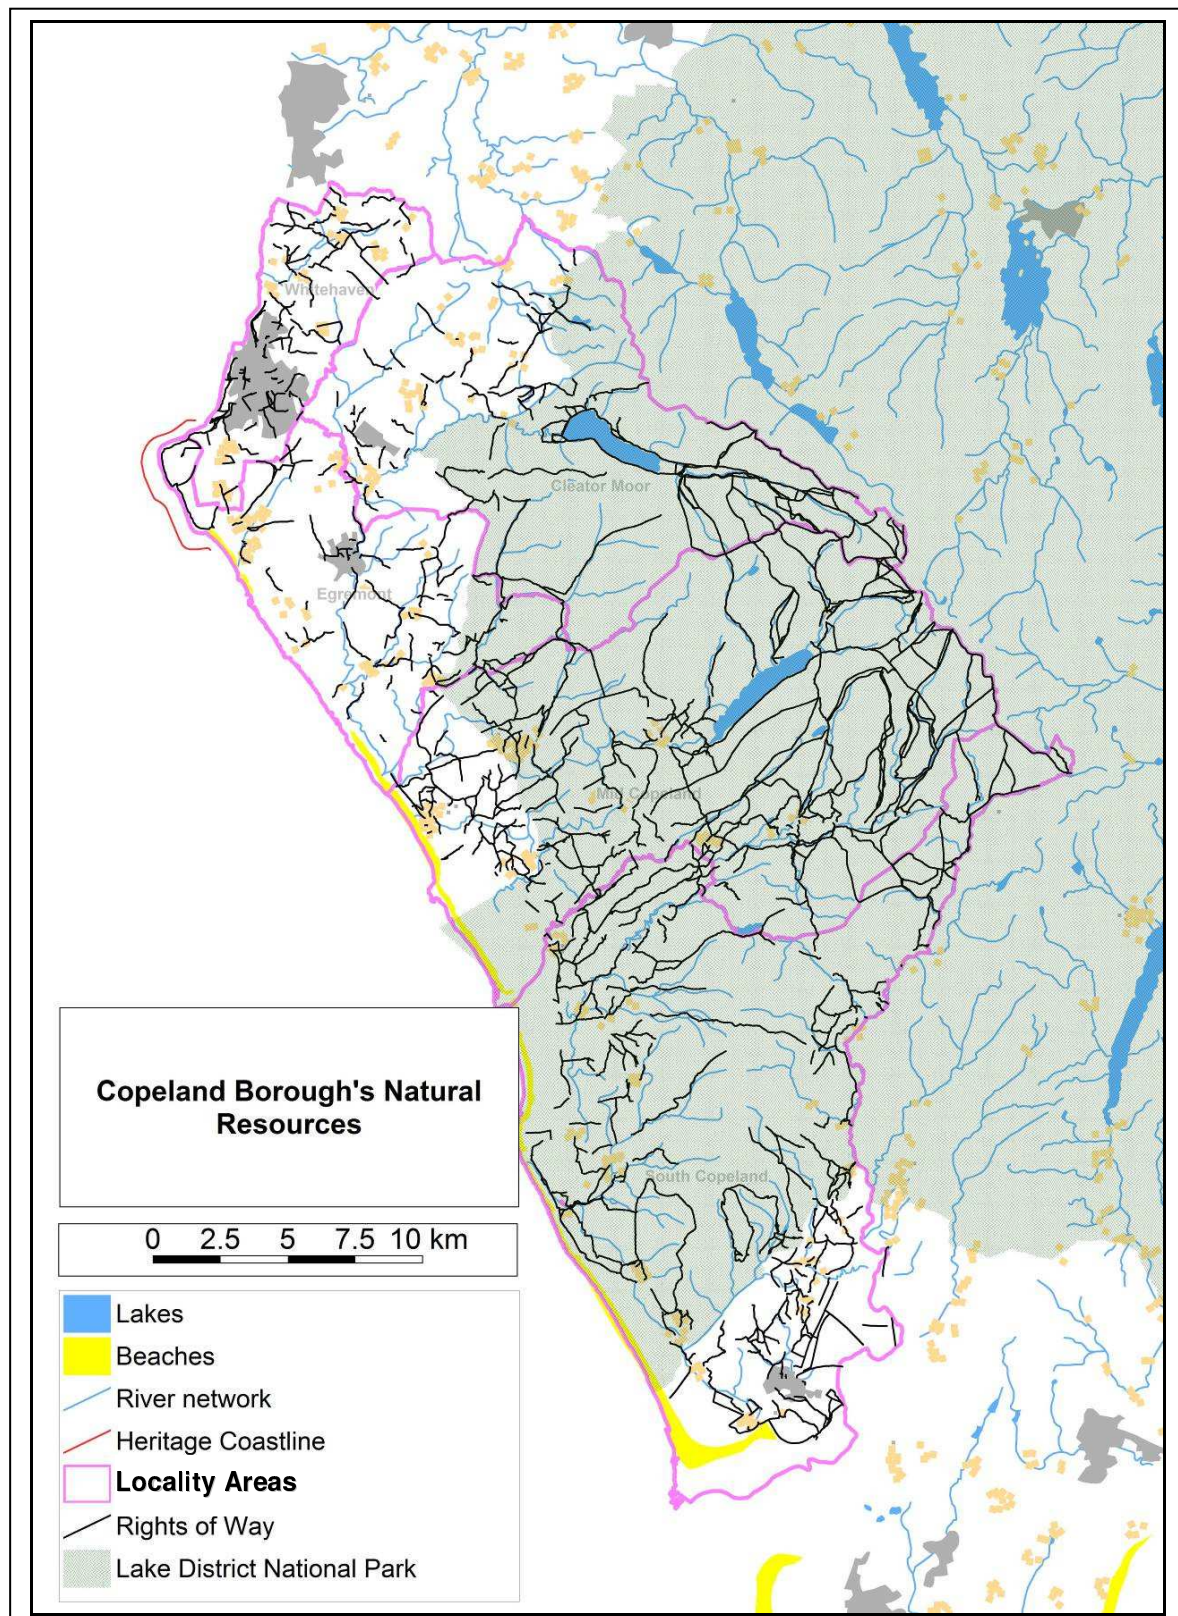 Whitehaven
Cleator Moor
Egremont
Mid Copeland
South Copeland
Copeland Borough's Natural
Resources
0 2.5 5 7.5 10 km
Lakes
Beaches
River network
Heritage Coastline
Locality Areas
Rights of Way
Lake District National Park